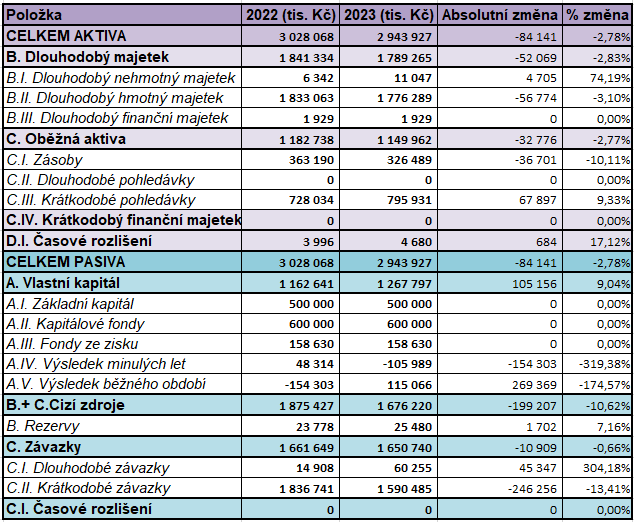 Položka 2022 (tis. Kč) 2023 (tis. Kč) Absolutní změna % změna
CELKEM AKTIVA 3 028 068 2 943 927 -84 141 -2,78%
B. Dlouhodobý majetek 1 841 334 1 789 265 -52 069 -2,83%
B.I. Dlouhodobý nehmotný majetek 6 342 11 047 4 705 74,19%
B.II. Dlouhodobý hmotný majetek 1 833 063 1 776 289 -56 774 -3,10%
B.III. Dlouhodobý finanční majetek 1 929 1 929 0 0,00%
C. Oběžná aktiva 1 182 738 1 149 962 -32 776 -2,77%
C.I. Zásoby 363 190 326 489 -36 701 -10,11%
C.II. Dlouhodobé pohledávky 0 0 0 0,00%
C.III. Krátkodobé pohledávky 728 034 795 931 67 897 9,33%
C.IV. Krátkodobý finanční majetek 0 0 0 0,00%
D.I. Časové rozlišení 3 996 4 680 684 17,12%
CELKEM PASIVA 3 028 068 2 943 927 -84 141 -2,78%
A. Vlastní kapitál 1 162 641 1 267 797 105 156 9,04%
A.I. Základní kapitál 500 000 500 000 0 0,00%
A.II. Kapitálové fondy 600 000 600 000 0 0,00%
A.III. Fondy ze zisku 158 630 158 630 0 0,00%
A.IV. Výsledek minulých let 48 314 -105 989 -154 303 -319,38%
A.V. Výsledek běžného období -154 303 115 066 269 369 -174,57%
B.+ C.Cizí zdroje 1 875 427 1 676 220 -199 207 -10,62%
B. Rezervy 23 778 25 480 1 702 7,16%
C. Závazky 1 661 649 1 650 740 -10 909 -0,66%
C.I. Dlouhodobé závazky 14 908 60 255 45 347 304,18%
C.II. Krátkodobé závazky 1 836 741 1 590 485 -246 256 -13,41%
C.I. Časové rozlišení 0 0 0 0,00%